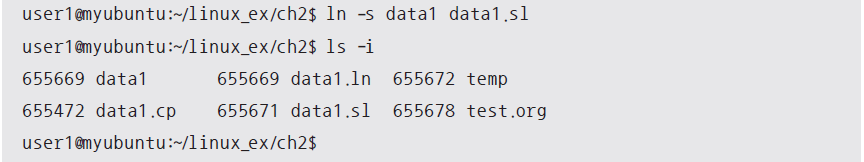 user1@myubuntu:~/linux_ex/ch2$ ln -s data1 data1.sl
user1@myubuntu:~/linux_ex/ch2$ ls -i
655669 data1 655669 data1.ln 655672 temp
655472 data1.cp 655671 data1.sl 655678 test.org
user1@myubuntu:~/linux_ex/ch2$